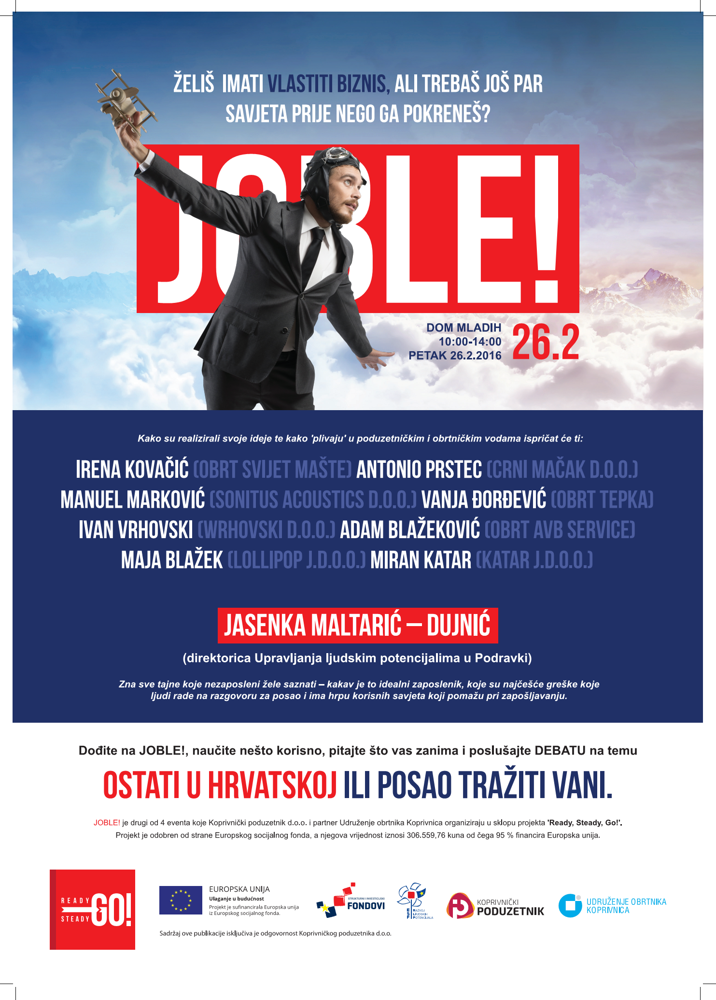 ŽELIŠ IMATI VLASTITI BIZNIS, ALI TREBAŠ JOŠ PAR
SAVJETA PRIJE NEGO GA POKRENEŠ?
JOBLE!
DOM MLADIH
10:00-14:00
PETAK 26.2.2016
26.2
Kako su realizirali svoje ideje te kako 'plivaju' u poduzetničkim i obrtničkim vodama ispričat će ti:
IRENA KOVAČIĆ (OBRT SVIJET MAŠTE) ANTONIO PRSTEC (CRNI MAČAK D.O.O.)
MANUEL MARKOVIĆ (SONITUS ACOUSTICS D.O.O.) VANJA ĐORĐEVIĆ (OBRT TEPKA)
IVAN VRHOVSKI (WRHOVSKI D.O.O.) ADAM BLAŽEKOVIĆ (OBRT AVB SERVICE)
MAJA BLAŽEK (LOLLIPOP J.D.O.O.) MIRAN KATAR (KATAR J.D.O.O.)
JASENKA MALTARIĆ – DUJNIĆ
(direktorica Upravljanja ljudskim potencijalima u Podravki)
Zna sve tajne koje nezaposleni žele saznati – kakav je to idealni zaposlenik, koje su najčešće greške koje
ljudi rade na razgovoru za posao i ima hrpu korisnih savjeta koji pomažu pri zapošljavanju.
Dođite na JOBLE!, naučite nešto korisno, pitajte što vas zanima i poslušajte DEBATU na temu
OSTATI U HRVATSKOJ ILI POSAO TRAŽITI VANI.
JOBLE! je drugi od 4 eventa koje Koprivnički poduzetnik d.o.o. i partner Udruženje obrtnika Koprivnica organiziraju u sklopu projekta 'Ready, Steady, Go!'.
Projekt je odobren od strane Europskog socijalnog fonda, a njegova vrijednost iznosi 306.559,76 kuna od čega 95 % financira Europska unija.
READY
STEADY
GO!
EUROPSKA UNIJA
Ulaganje u budućnost
Projekt je sufinancirala Europska unija
iz Europskog socijalnog fonda.
STRUKTURNI I INVESTICIJSKI
FONDOVI
ESF
RAZVOJ
LJUDSKIH
POTENCIJALA
KOPRIVNIČKI
PODUZETNIK
UDRUŽENJE OBRTNIKA
KOPRIVNICA
Sadržaj ove publikacije isključiva je odgovornost Koprivničkog poduzetnika d.o.o.